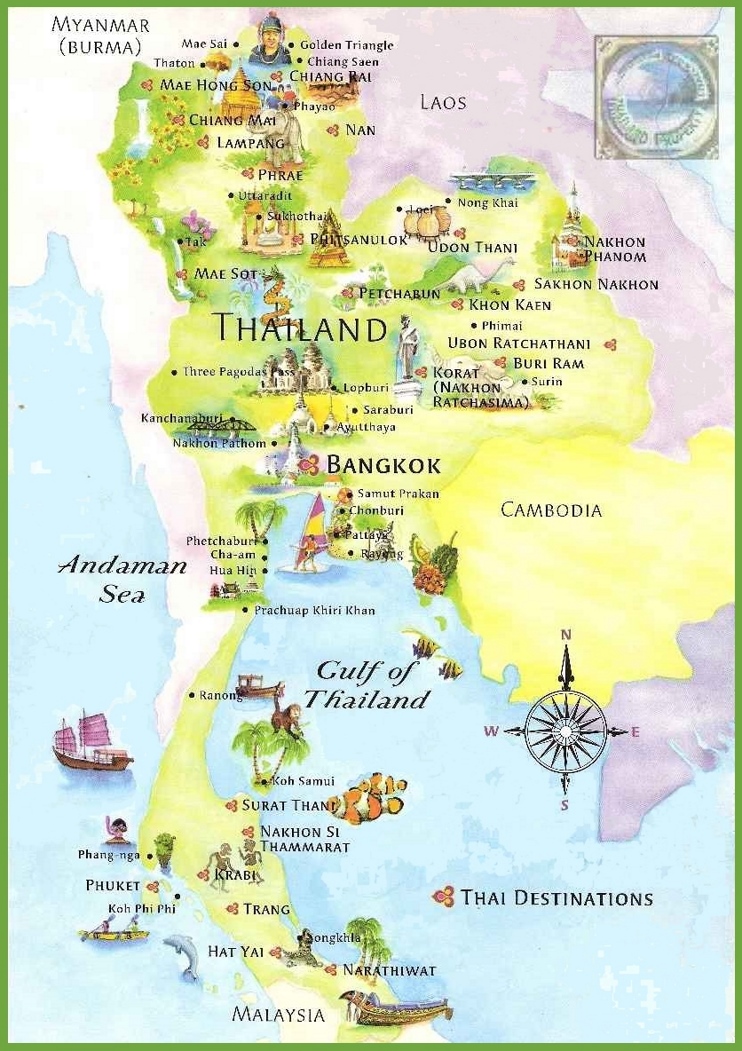 MYANMAR
(BURMA)
Mae Sai
Golden Triangle
Thaton
Chiang Saen
CHIANG RAI
MAE HONG SON
LAOS
Phayao
CHIANG MAI
NAN
LAMPANG
PHRAE
Uttaradit
Loei
Nong Khai
Sukhothai
Tak
PHITSANULOK
UDON THANI
NAKHON
PHANOM
MAE SOT
SAKHON NAKHON
PETCHABUN
KHON KAEN
THAILAND
Phimai
UBON RATCHATHANI
BURI RAM
Three Pagodas Pass
KORAT
(NAKHON
RATCHASIMA)
Surin
Lopburi
Saraburi
Kanchanaburi
Ayutthaya
Nakhon Pathom
BANGKOK
Samut Prakan
Chonburi
CAMBODIA
Pattaya
Phetchaburi
Cha-am
Rayong
Hua Hin
Andaman
Sea
Prachuap Khiri Khan
N
Gulf of
Thailand
Ranong
W
E
S
Koh Samui
SURAT THANI
NAKHON SI
THAMMARAT
Phang-nga
KRABI
PHUKET
THAI DESTINATIONS
Koh Phi Phi
TRANG
Songkhla
HAT YAI
NARATHIWAT
MALAYSIA